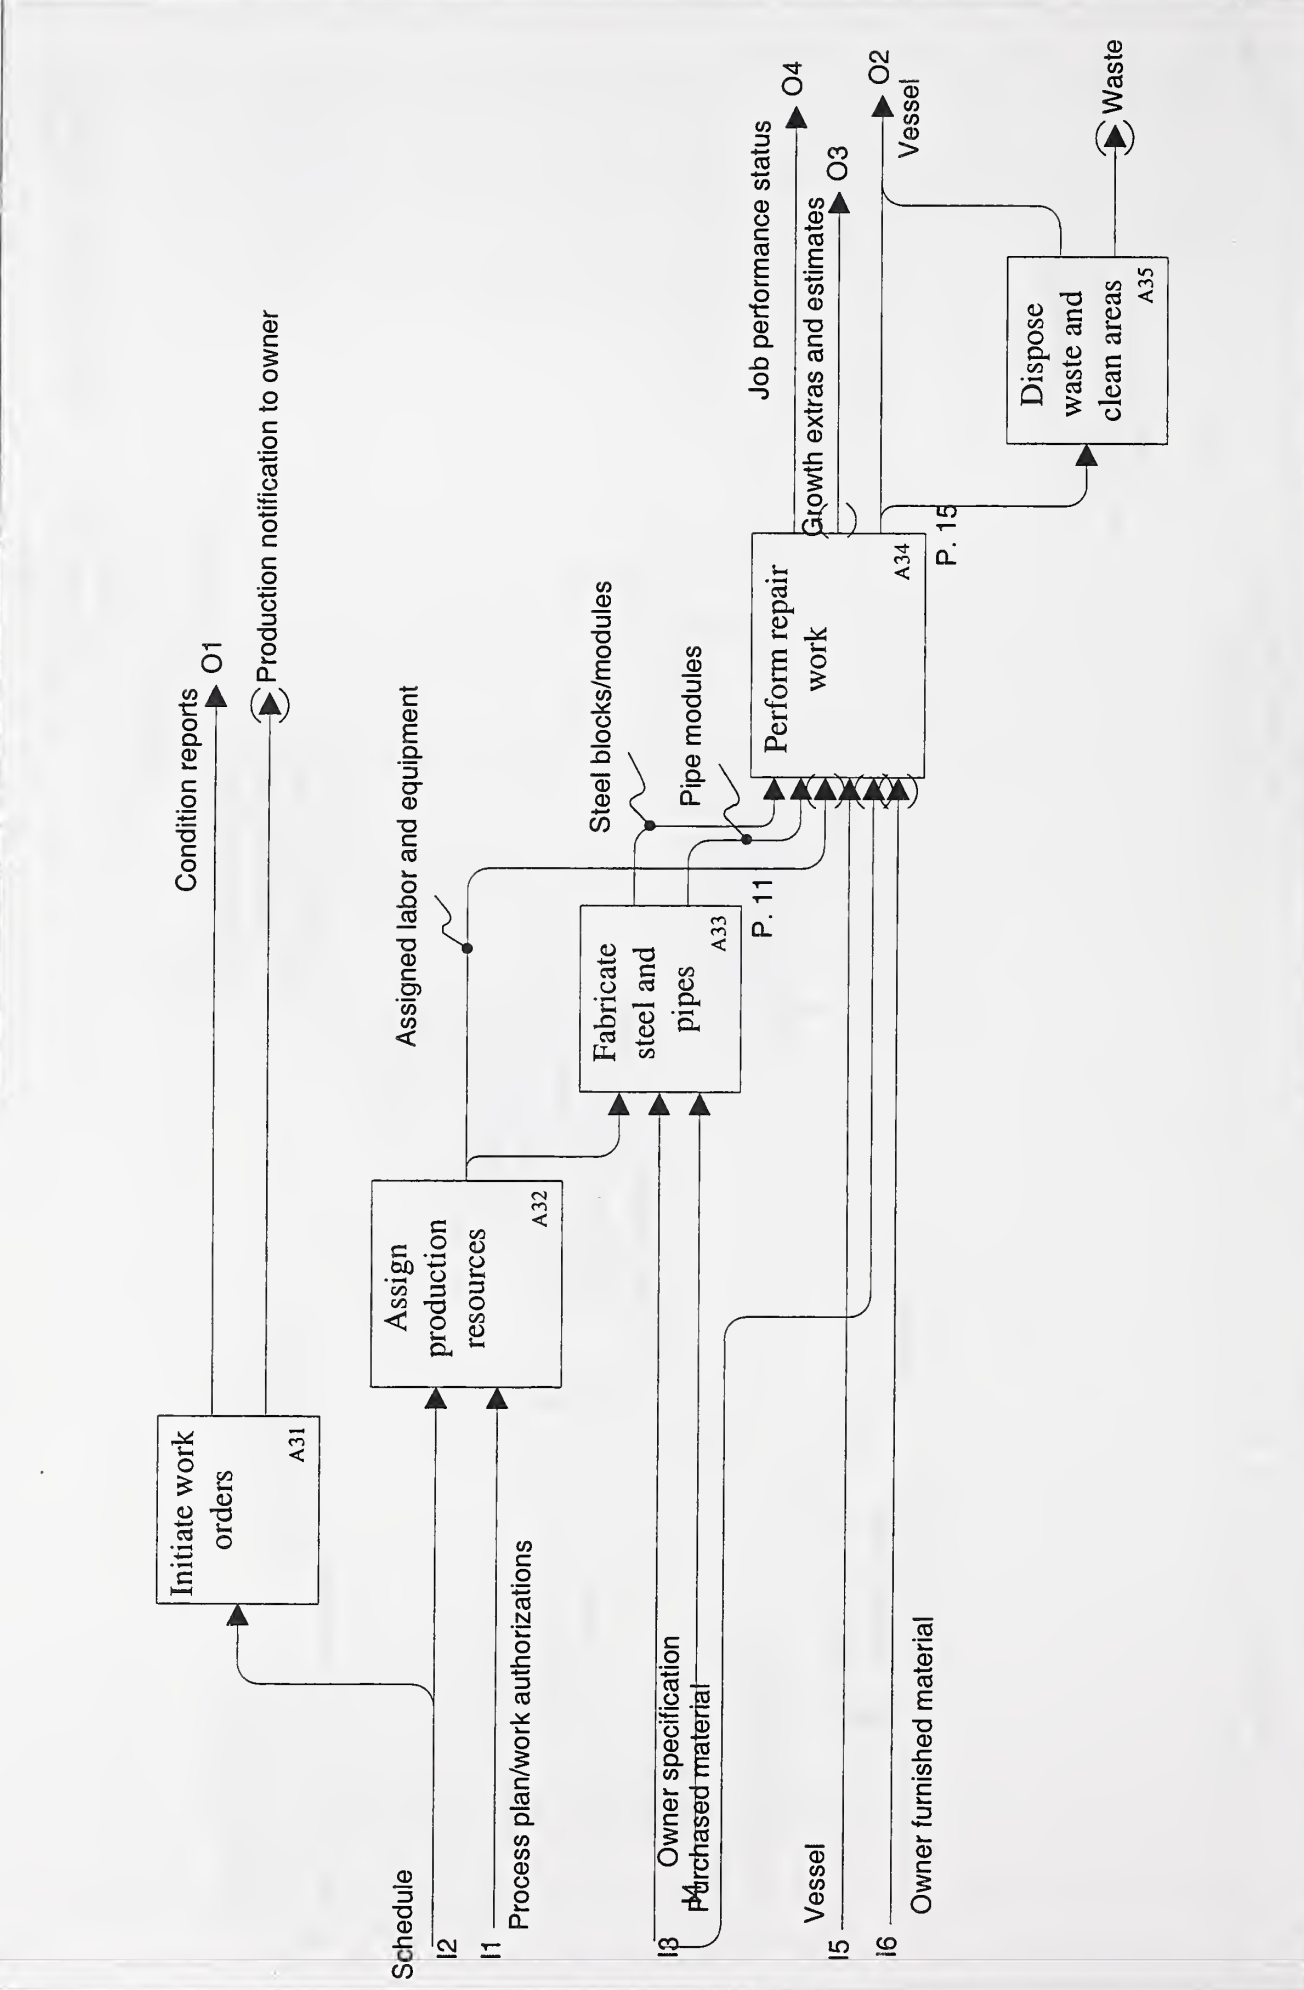 Condition reports
O1
Production notification to owner
Initiate work
orders
A31
Schedule
I2
I1
Process plan/work authorizations
Assign
production
resources
A32
Assigned labor and equipment
I3
Owner specification
I4
Purchased material
Fabricate
steel and
pipes
A33
P. 11
Steel blocks/modules
Pipe modules
Vessel
I5
I6
Owner furnished material
Perform repair
work
A34
P. 15
Job performance status
O4
Growth extras and estimates
O3
O2
Vessel
Dispose
waste and
clean areas
A35
Waste